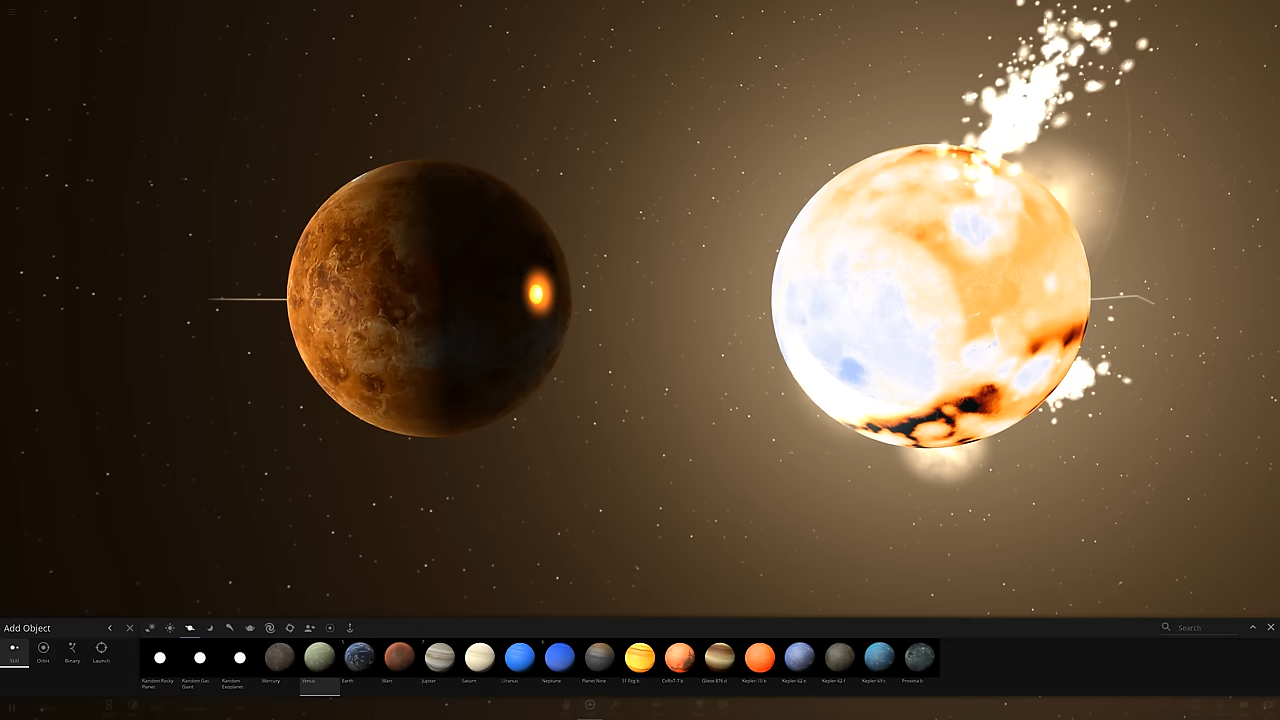 Add Object
Search
Still
Orbit
Binary
Launch
Random Rocky
Planet
Random Gas
Giant
Random
Exoplanet
Mercury
Venus
Earth
Mars
Jupiter
Saturn
Uranus
Neptune
Planet Nine
51 Peg b
CoRoT-7 b
Gliese 876 d
Kepler-10 b
Kepler-62 e
Kepler-62 f
Kepler-69 c
Proxima b